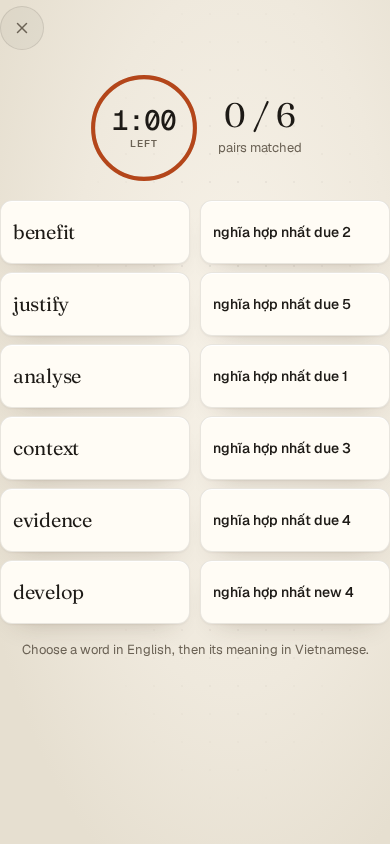 1:00
LEFT
0/6
pairs matched
benefit
nghĩa hợp nhất due 2
justify
nghĩa hợp nhất due 5
analyse
nghĩa hợp nhất due 1
context
nghĩa hợp nhất due 3
evidence
nghĩa hợp nhất due 4
develop
nghĩa hợp nhất new 4
Choose a word in English, then its meaning in Vietnamese.